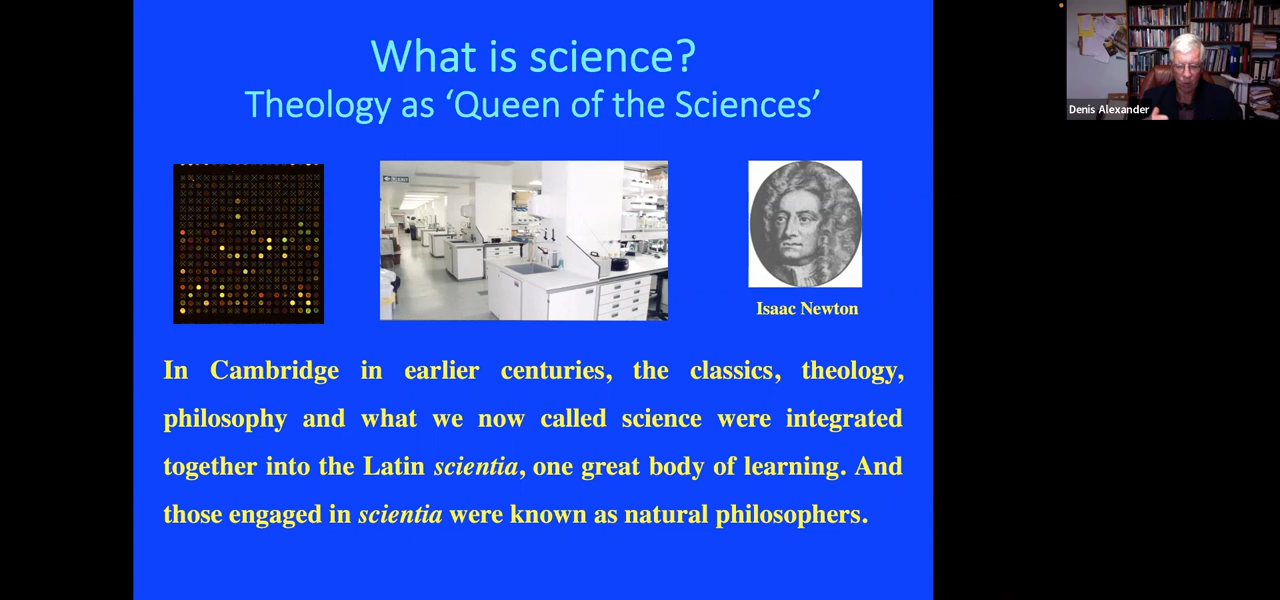 What is science?
Theology as ‘Queen of the Sciences’
Isaac Newton
In Cambridge in earlier centuries, the classics, theology,
philosophy and what we now called science were integrated
together into the Latin scientia, one great body of learning. And
those engaged in scientia were known as natural philosophers.
Denis Alexander